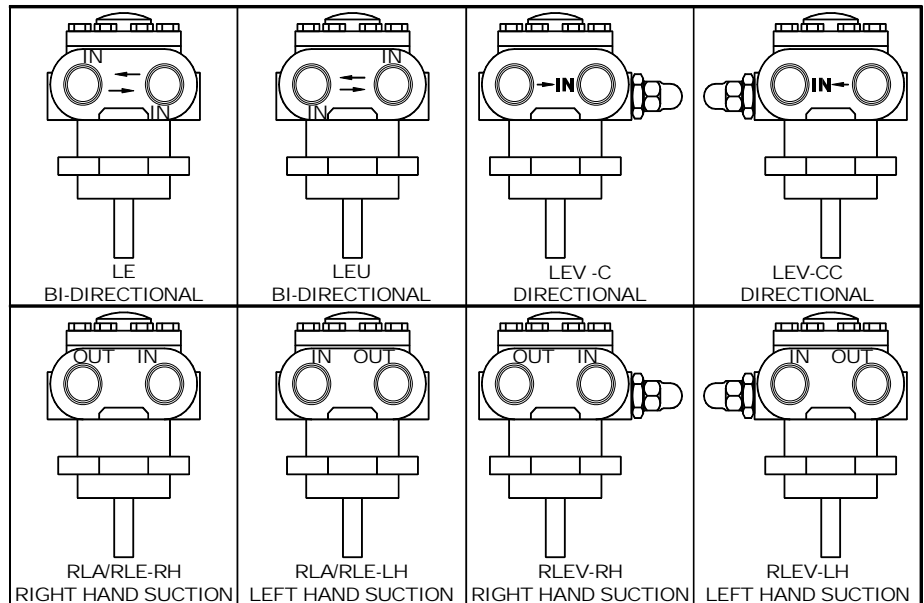 IN
IN
LE
BI-DIRECTIONAL
IN
IN
LEU
BI-DIRECTIONAL
IN
LEV -C
DIRECTIONAL
IN
LEV-CC
DIRECTIONAL
OUT IN
RLA/RLE-RH
RIGHT HAND SUCTION
IN OUT
RLA/RLE-LH
LEFT HAND SUCTION
OUT IN
RLEV-RH
RIGHT HAND SUCTION
IN OUT
RLEV-LH
LEFT HAND SUCTION